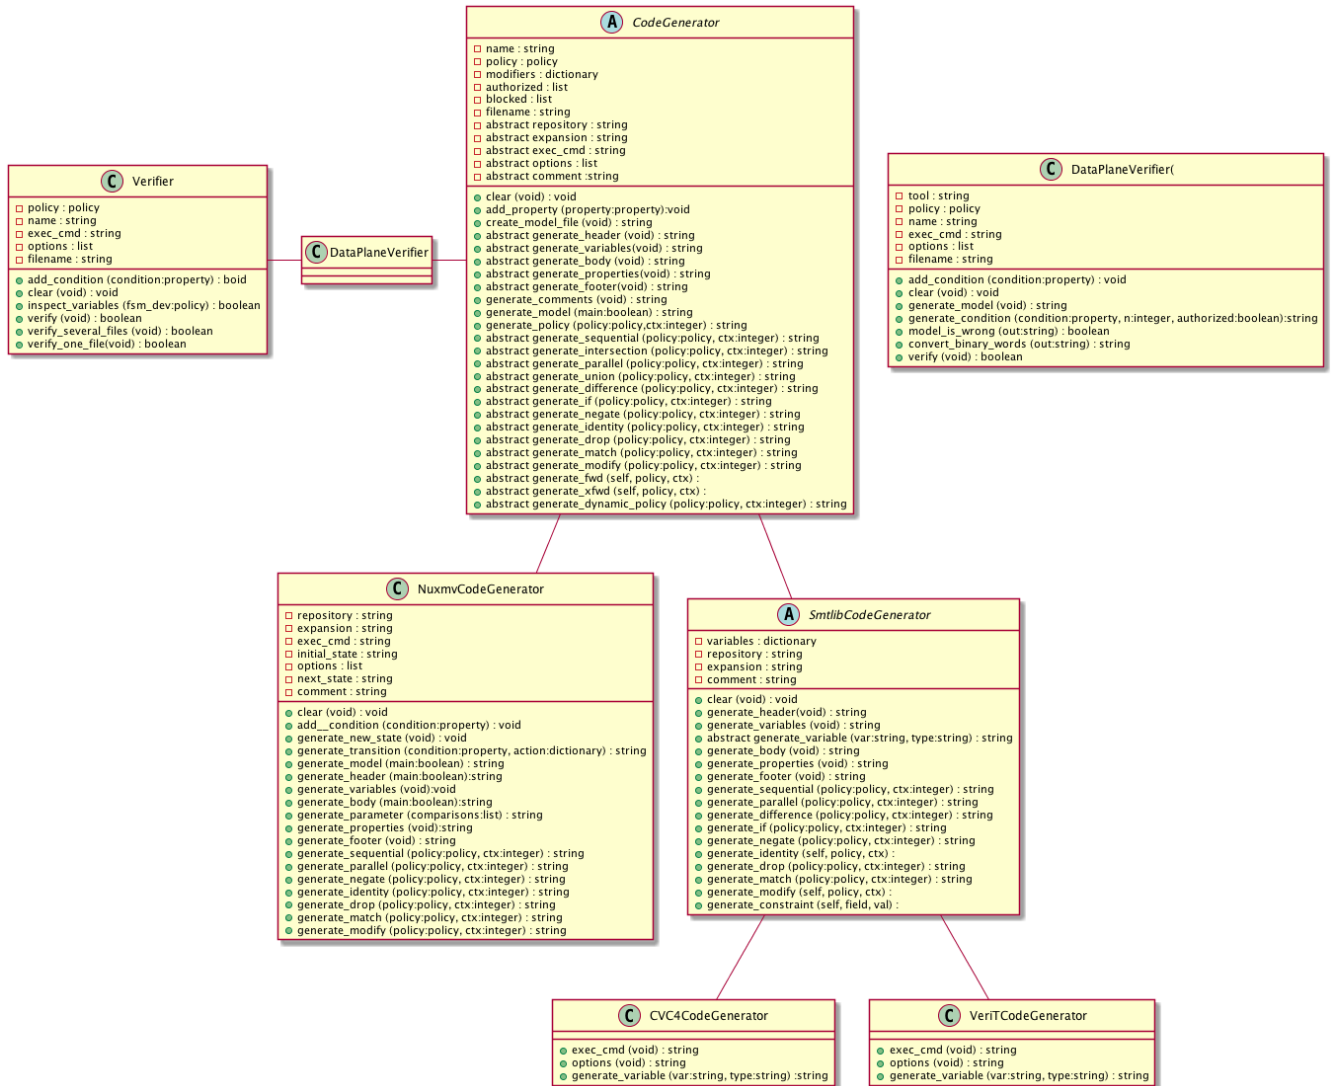 A CodeGenerator
name : string
policy : policy
modifiers : dictionary
authorized : list
blocked : list
filename : string
abstract repository : string
abstract expansion : string
abstract exec_cmd : string
abstract options : list
abstract comment :string
clear (void) : void
add_property (property:property):void
create_model_file (void) : string
abstract generate_header (void) : string
abstract generate_variables(void) : string
abstract generate_body (void) : string
abstract generate_properties(void) : string
abstract generate_footer(void) : string
generate_comments (void) : string
generate_model (main:boolean) : string
generate_policy (policy:policy,ctx:integer) : string
abstract generate_sequential (policy:policy, ctx:integer) : string
abstract generate_intersection (policy:policy, ctx:integer) : string
abstract generate_parallel (policy:policy, ctx:integer) : string
abstract generate_union (policy:policy, ctx:integer) : string
abstract generate_difference (policy:policy, ctx:integer) : string
abstract generate_if (policy:policy, ctx:integer) : string
abstract generate_negate (policy:policy, ctx:integer) : string
abstract generate_identity (policy:policy, ctx:integer) : string
abstract generate_drop (policy:policy, ctx:integer) : string
abstract generate_match (policy:policy, ctx:integer) : string
abstract generate_modify (policy:policy, ctx:integer) : string
abstract generate_fwd (self, policy, ctx) :
abstract generate_xfwd (self, policy, ctx) :
abstract generate_dynamic_policy (policy:policy, ctx:integer) : string
C Verifier
policy : policy
name : string
exec_cmd : string
options : list
filename : string
add_condition (condition:property) : boid
clear (void) : void
inspect_variables (fsm_dev:policy) : boolean
verify (void) : boolean
verify_several_files (void) : boolean
verify_one_file(void) : boolean
C DataPlaneVerifier
C DataPlaneVerifier(
tool : string
policy : policy
name : string
exec_cmd : string
options : list
filename : string
add_condition (condition:property) : void
clear (void) : void
generate_model (void) : string
generate_condition (condition:property, n:integer, authorized:boolean):string
model_is_wrong (out:string) : boolean
convert_binary_words (out:string) : string
verify (void) : boolean
C NuxmvCodeGenerator
repository : string
expansion : string
exec_cmd : string
initial_state : string
options : list
next_state : string
comment : string
clear (void) : void
add__condition (condition:property) : void
generate_new_state (void) : void
generate_transition (condition:property, action:dictionary) : string
generate_model (main:boolean) : string
generate_header (main:boolean):string
generate_variables (void):void
generate_body (main:boolean):string
generate_parameter (comparisons:list) : string
generate_properties (void):string
generate_footer (void) : string
generate_sequential (policy:policy, ctx:integer) : string
generate_parallel (policy:policy, ctx:integer) : string
generate_negate (policy:policy, ctx:integer) : string
generate_identity (policy:policy, ctx:integer) : string
generate_drop (policy:policy, ctx:integer) : string
generate_match (policy:policy, ctx:integer) : string
generate_modify (policy:policy, ctx:integer) : string
A SmtlibCodeGenerator
variables : dictionary
repository : string
expansion : string
comment : string
clear (void) : void
generate_header(void) : string
generate_variables (void) : string
abstract generate_variable (var:string, type:string) : string
generate_body (void) : string
generate_properties (void) : string
generate_footer (void) : string
generate_sequential (policy:policy, ctx:integer) : string
generate_parallel (policy:policy, ctx:integer) : string
generate_difference (policy:policy, ctx:integer) : string
generate_if (policy:policy, ctx:integer) : string
generate_negate (policy:policy, ctx:integer) : string
generate_identity (self, policy, ctx) :
generate_drop (policy:policy, ctx:integer) : string
generate_match (policy:policy, ctx:integer) : string
generate_modify (self, policy, ctx) :
generate_constraint (self, field, val) :
C CVC4CodeGenerator
exec_cmd (void) : string
options (void) : string
generate_variable (var:string, type:string) :string
C VeriTCodeGenerator
exec_cmd (void) : string
options (void) : string
generate_variable (var:string, type:string) : string